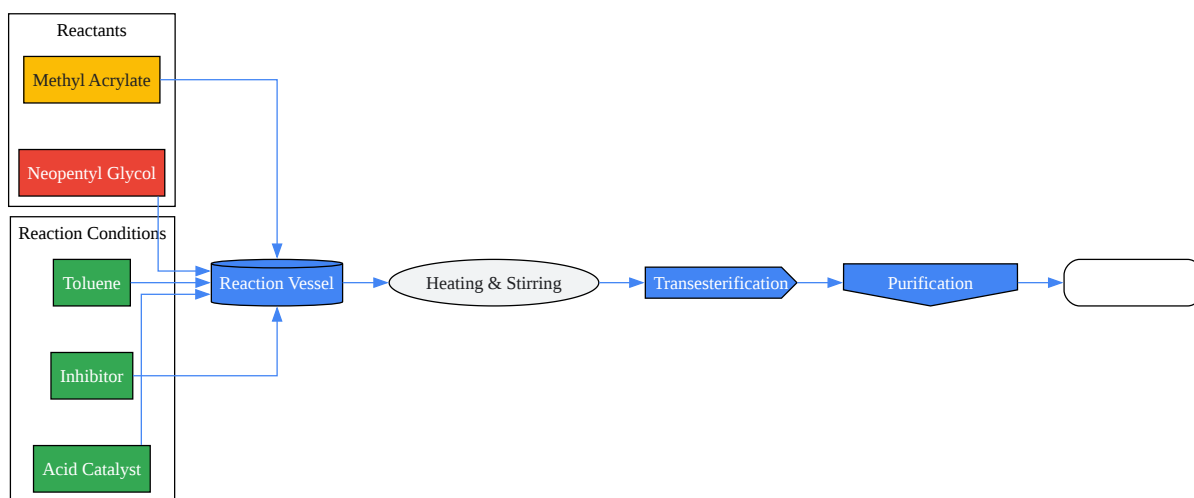 Reactants
Methyl Acrylate
Neopentyl Glycol
Reaction Conditions
Toluene
Reaction Vessel
Heating & Stirring
Transesterification
Purification
Inhibitor
Acid Catalyst